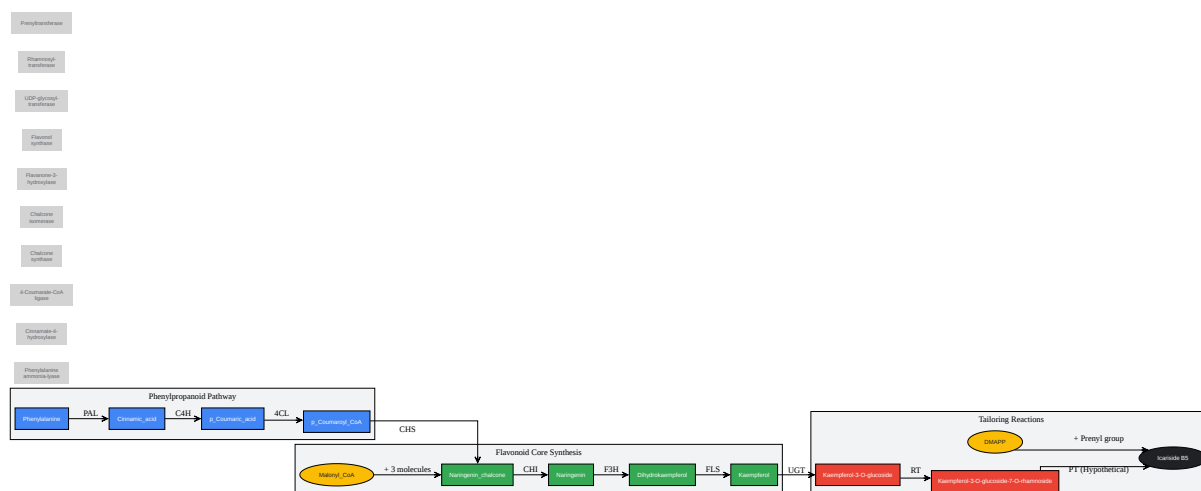 Prenyltransferase
Rhamnosyl-
transferase
UDP-glycosyl-
transferase
Flavonol
synthase
Flavanone-3-
hydroxylase
Chalcone
isomerase
Chalcone
synthase
4-Coumarate-CoA
ligase
Cinnamate-4-
hydroxylase
Phenylalanine
ammonia-lyase
Phenylpropanoid Pathway
Phenylalanine
PAL
Cinnamic_acid
C4H
p_Coumaric_acid
4CL
p_Coumaroyl_CoA
CHS
Flavonoid Core Synthesis
Malonyl_CoA
+ 3 molecules
Naringenin_chalcone
CHI
Naringenin
F3H
Dihydrokaempferol
FLS
Kaempferol
UGT
Tailoring Reactions
DMAPP
+ Prenyl group
Icariside B5
Kaempferol-3-O-glucoside
RT
Kaempferol-3-O-glucoside-7-O-rhamnoside
PT (Hypothetical)